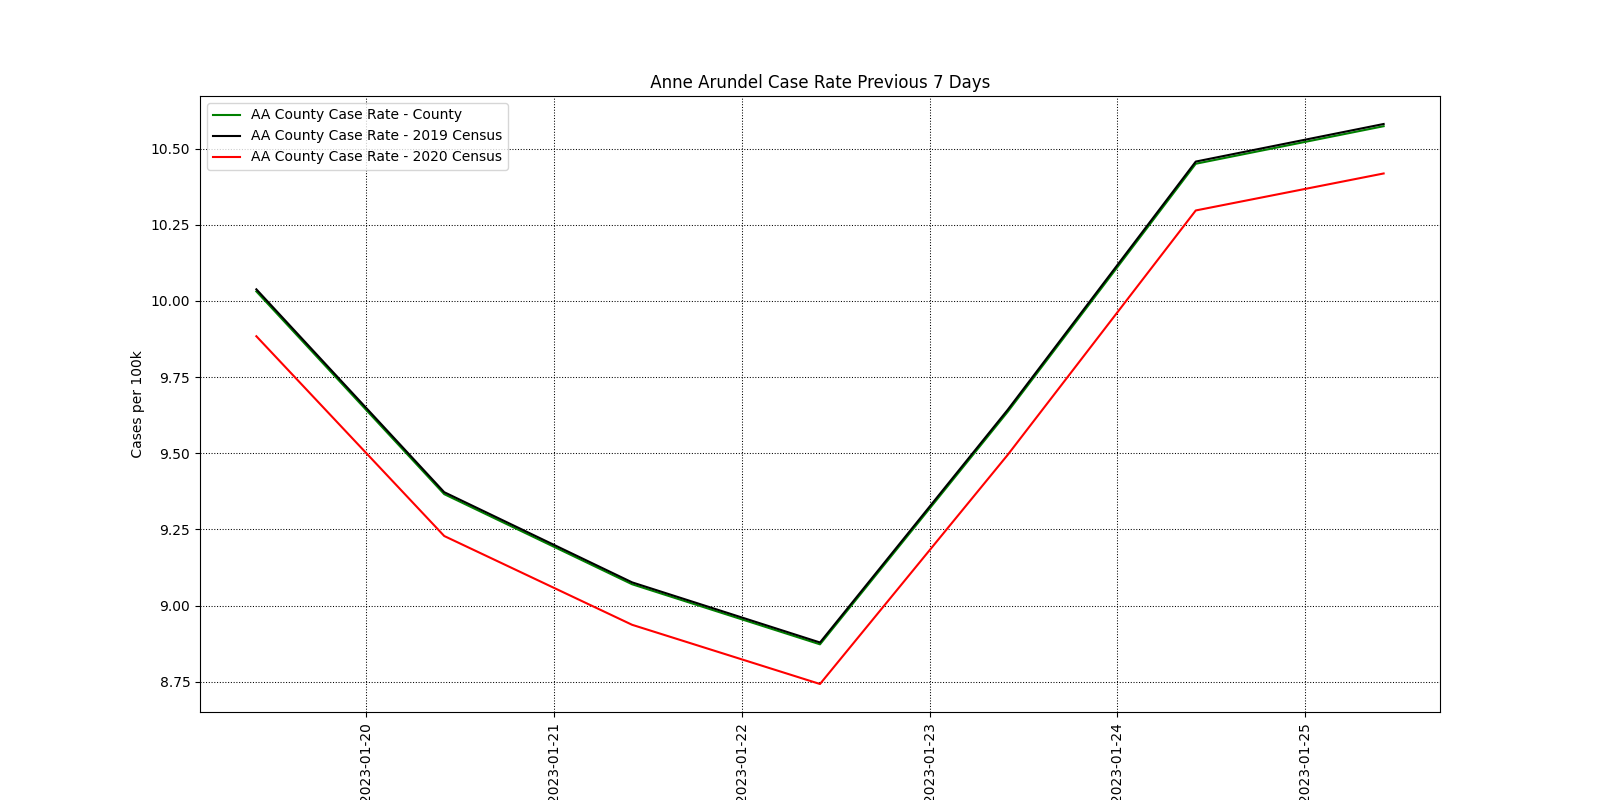 Anne Arundel Case Rate Previous 7 Days
AA County Case Rate - County
AA County Case Rate - 2019 Census
AA County Case Rate - 2020 Census
10.50
10.25
10.00
9.75
9.50
9.25
9.00
8.75
Cases per 100k
2023-01-20
2023-01-21
2023-01-22
2023-01-23
2023-01-24
2023-01-25